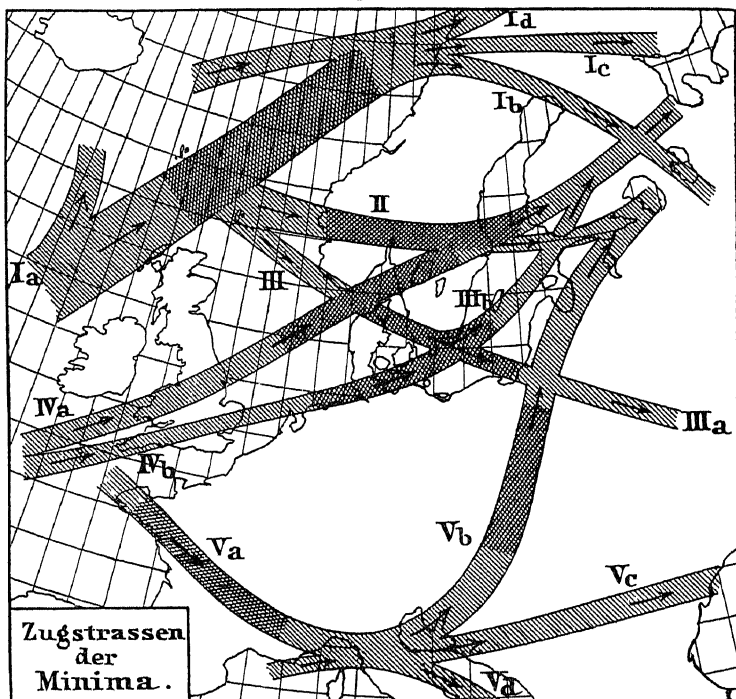 Id
Ic
Ib
II
Ia
III
IIIb
IVa
IIIa
IVb
Va
Vb
Vc
Vd
Zugstrassen
der
Minima.